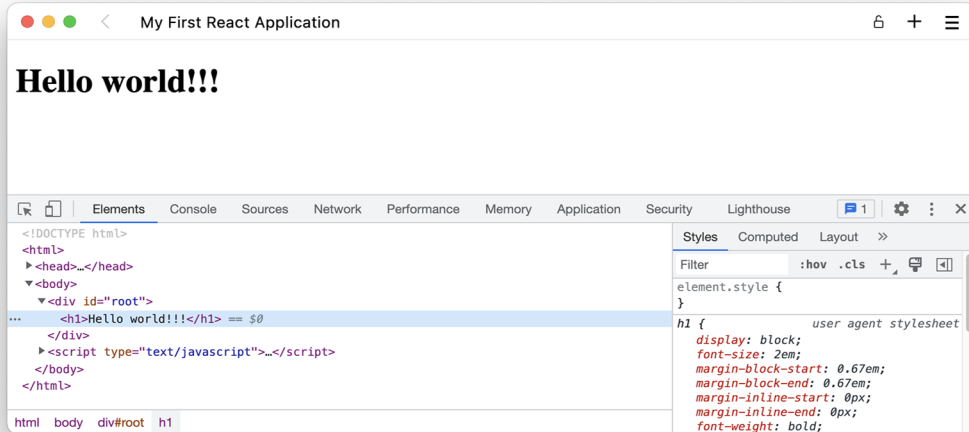 My First React Application
Hello world!!!
Elements Console Sources Network Performance Memory Application Security Lighthouse 1
<!DOCTYPE html>
<html>
<head>…</head>
<body>
<div id="root">
<h1>Hello world!!!</h1> == $0
</div>
<script type="text/javascript">…</script>
</body>
</html>
html body div#root h1
Styles Computed Layout
Filter :hov .cls
element.style {
}
h1 { user agent stylesheet
display: block;
font-size: 2em;
margin-block-start: 0.67em;
margin-block-end: 0.67em;
margin-inline-start: 0px;
margin-inline-end: 0px;
font-weight: bold;